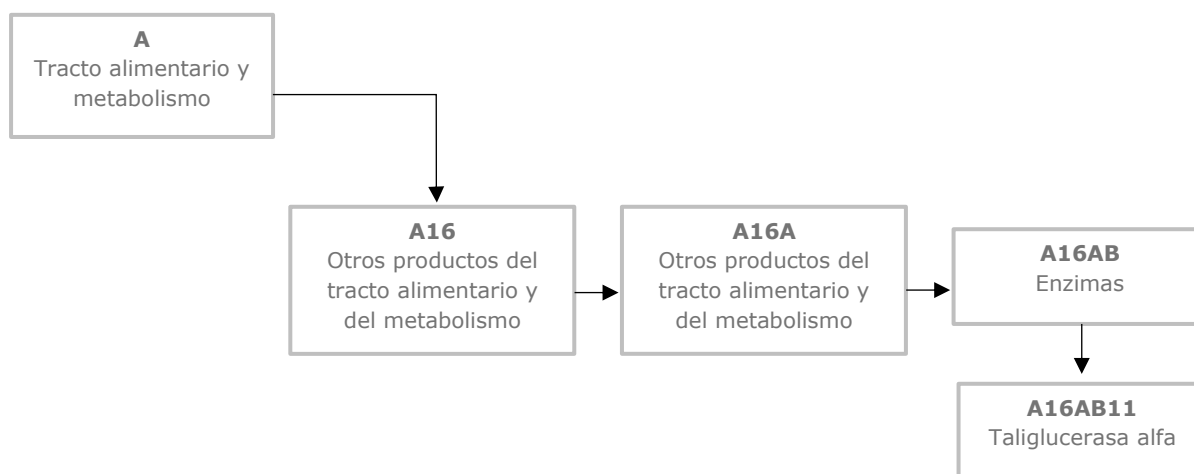 A
Tracto alimentario y
metabolismo
A16
Otros productos del
tracto alimentario y
del metabolismo
A16A
Otros productos del
tracto alimentario y
del metabolismo
A16AB
Enzimas
A16AB11
Taliglucerasa alfa